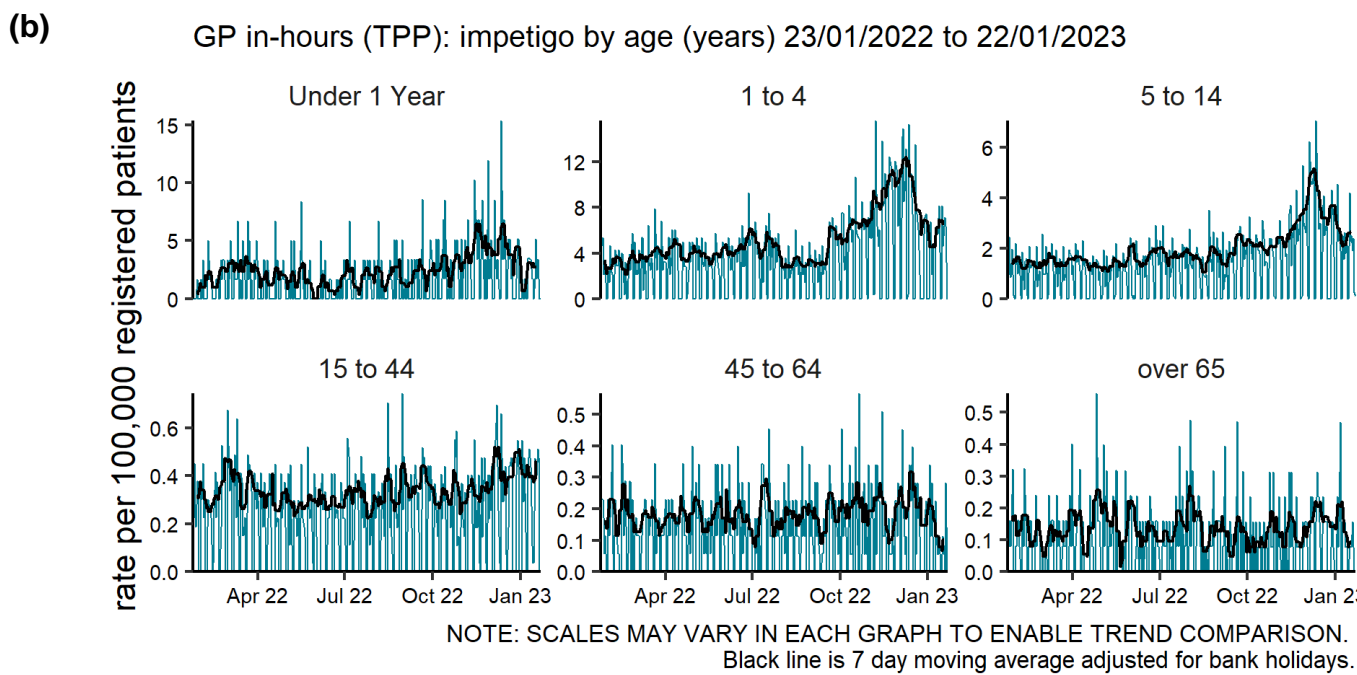 (b)
GP in-hours (TPP): impetigo by age (years) 23/01/2022 to 22/01/2023
rate per 100,000 registered patients
Under 1 Year
1 to 4
5 to 14
15
10
5
0
12
8
4
0
6
4
2
0
15 to 44
45 to 64
over 65
0.6
0.4
0.2
0.0
0.5
0.4
0.3
0.2
0.1
0.0
0.5
0.4
0.3
0.2
0.1
0.0
Apr 22 Jul 22 Oct 22 Jan 23
Apr 22 Jul 22 Oct 22 Jan 23
Apr 22 Jul 22 Oct 22 Jan 2
NOTE: SCALES MAY VARY IN EACH GRAPH TO ENABLE TREND COMPARISON.
Black line is 7 day moving average adjusted for bank holidays.